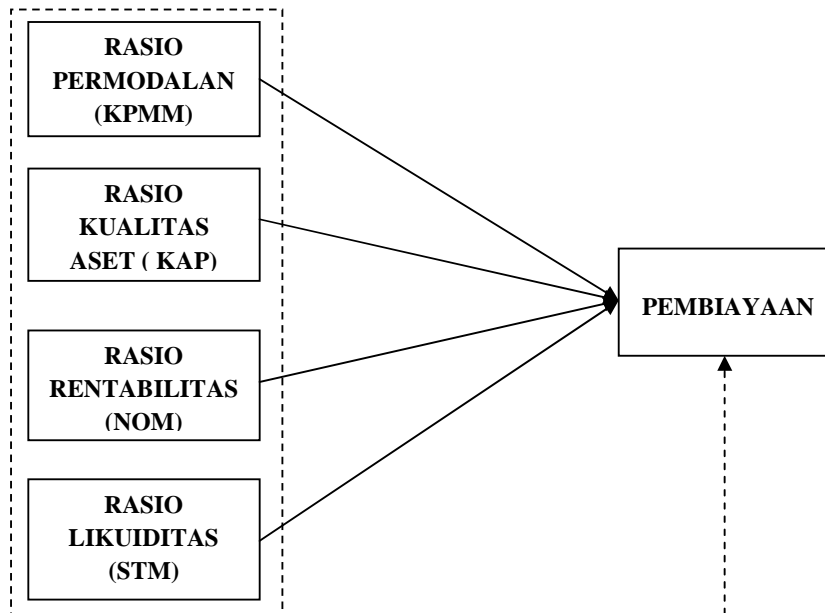 RASIO
PERMODALAN
(KPMM)
RASIO
KUALITAS
ASET ( KAP)
PEMBIAYAAN
RASIO
RENTABILITAS
(NOM)
RASIO
LIKUIDITAS
(STM)